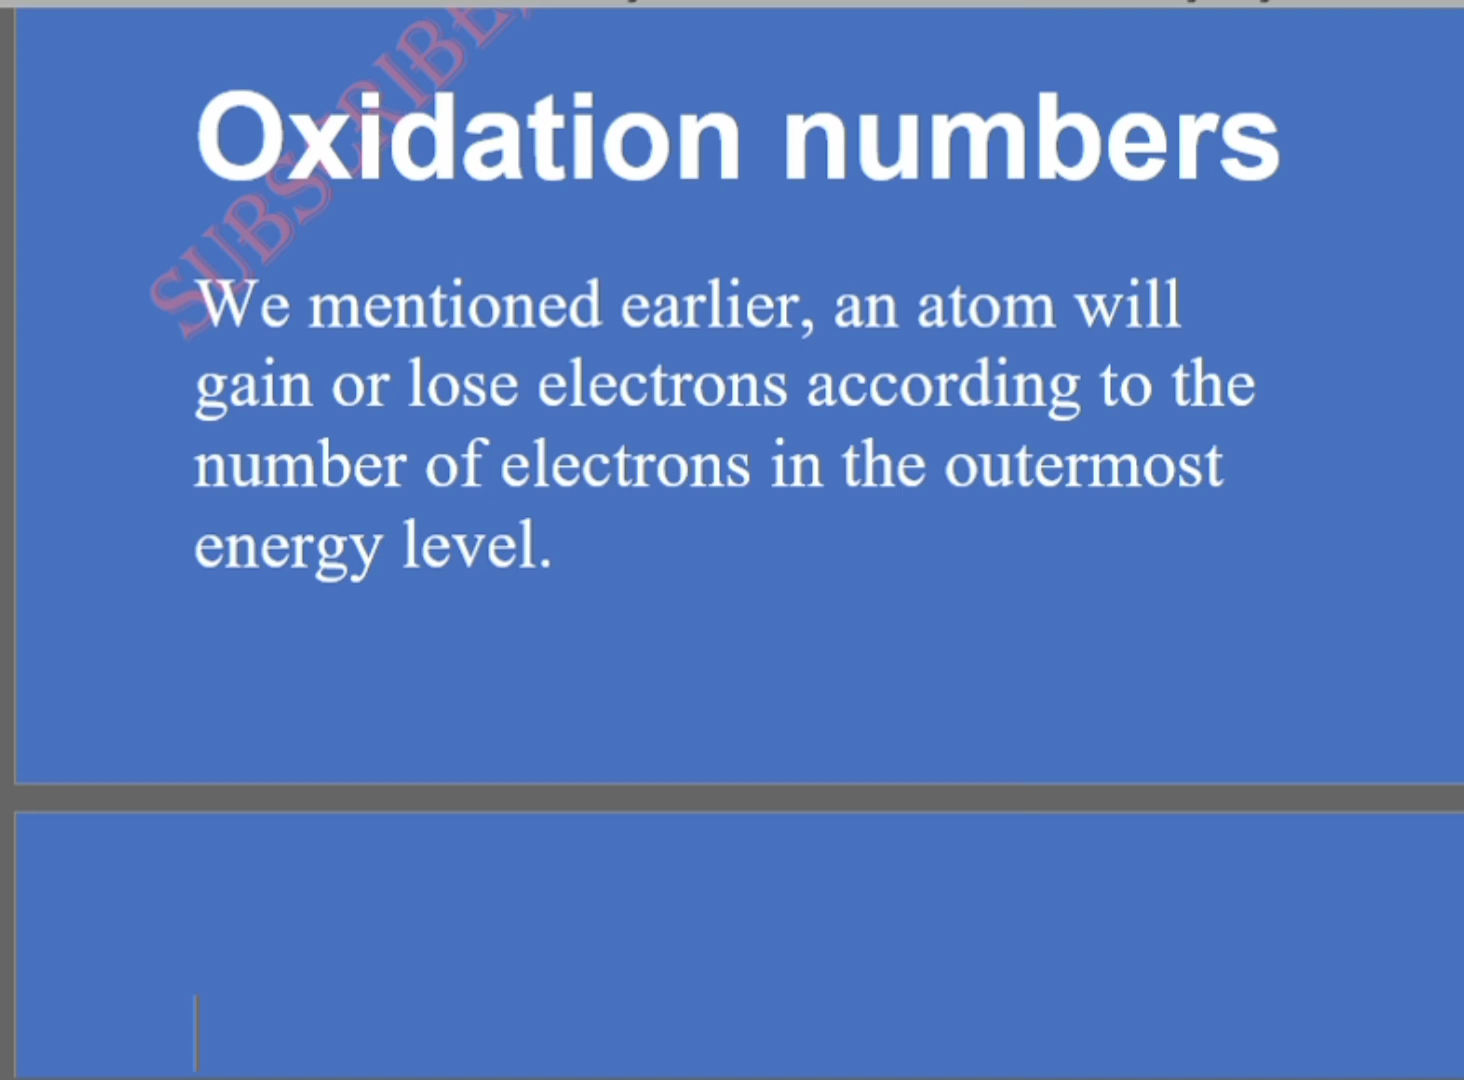 Oxidation numbers
SUBSCRIBE
We mentioned earlier, an atom will
gain or lose electrons according to the
number of electrons in the outermost
energy level.